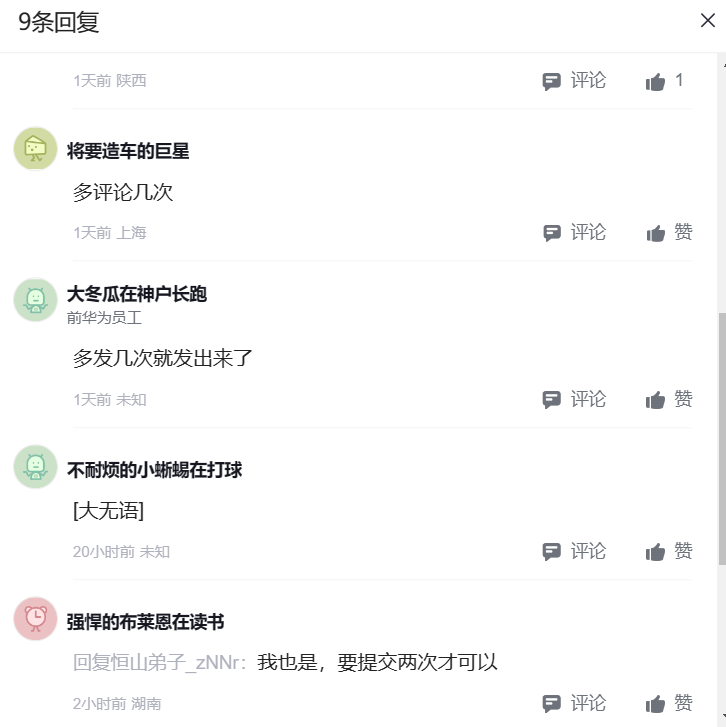 9条回复
1天前 陕西 评论 1
将要造车的巨星
多评论几次
1天前 上海 评论 赞
大冬瓜在神户长跑
前华为员工
多发几次就发出来了
1天前 未知 评论 赞
不耐烦的小蜥蜴在打球
[大无语]
20小时前 未知 评论 赞
强悍的布莱恩在读书
回复恒山弟子_zNNr：我也是，要提交两次才可以
2小时前 湖南 评论 赞